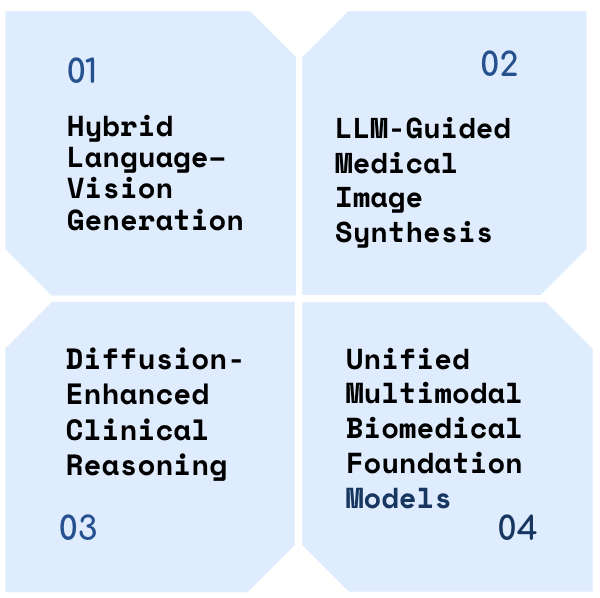 01
Hybrid
Language–
Vision
Generation
02
LLM-Guided
Medical
Image
Synthesis
Diffusion-
Enhanced
Clinical
Reasoning
03
Unified
Multimodal
Biomedical
Foundation
Models
04